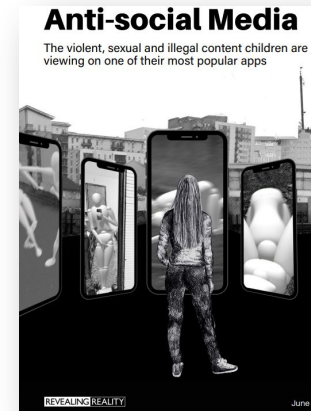 Anti-social Media
The violent, sexual and illegal content children are
viewing on one of their most popular apps
REVEALING REALITY
June